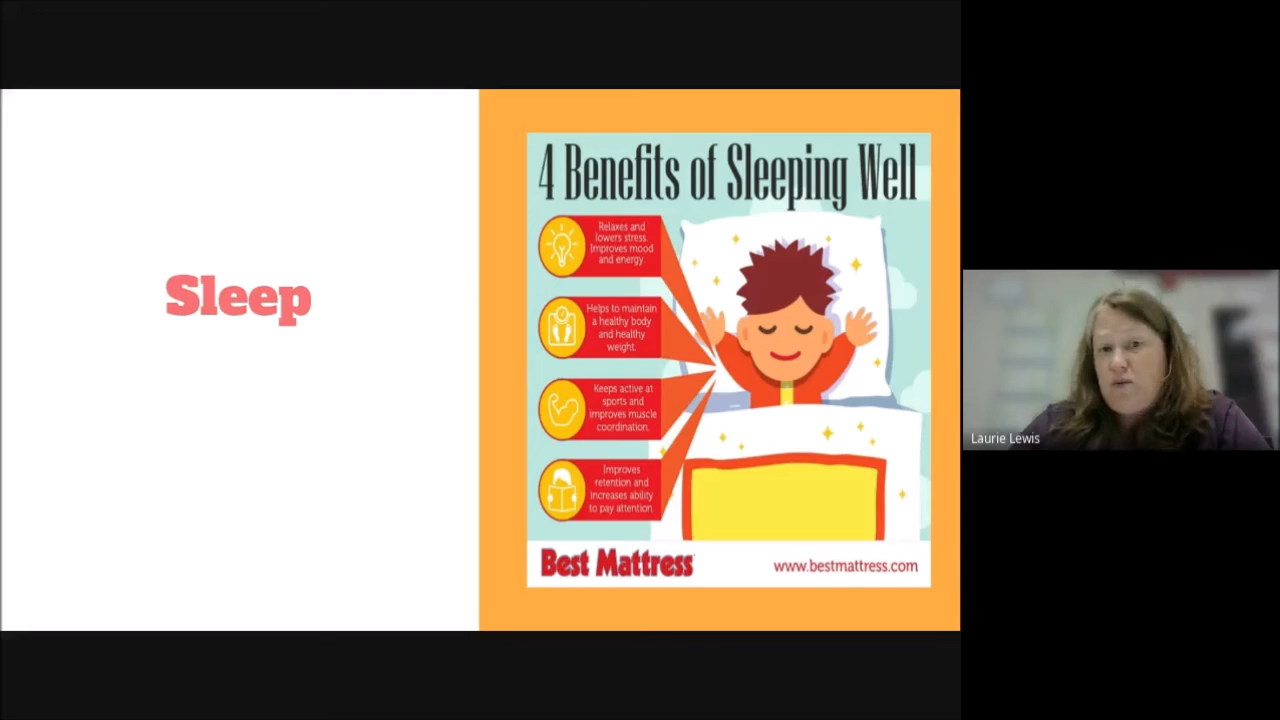 Sleep
4 Benefits of Sleeping Well
Relaxes and
lowers stress.
Improves mood
and energy.
Helps to maintain
a healthy body
and healthy
weight.
Keeps active at
sports and
improves muscle
coordination.
Improves
retention and
increases ability
to pay attention.
Best Mattress
www.bestmattress.com
Laurie Lewis